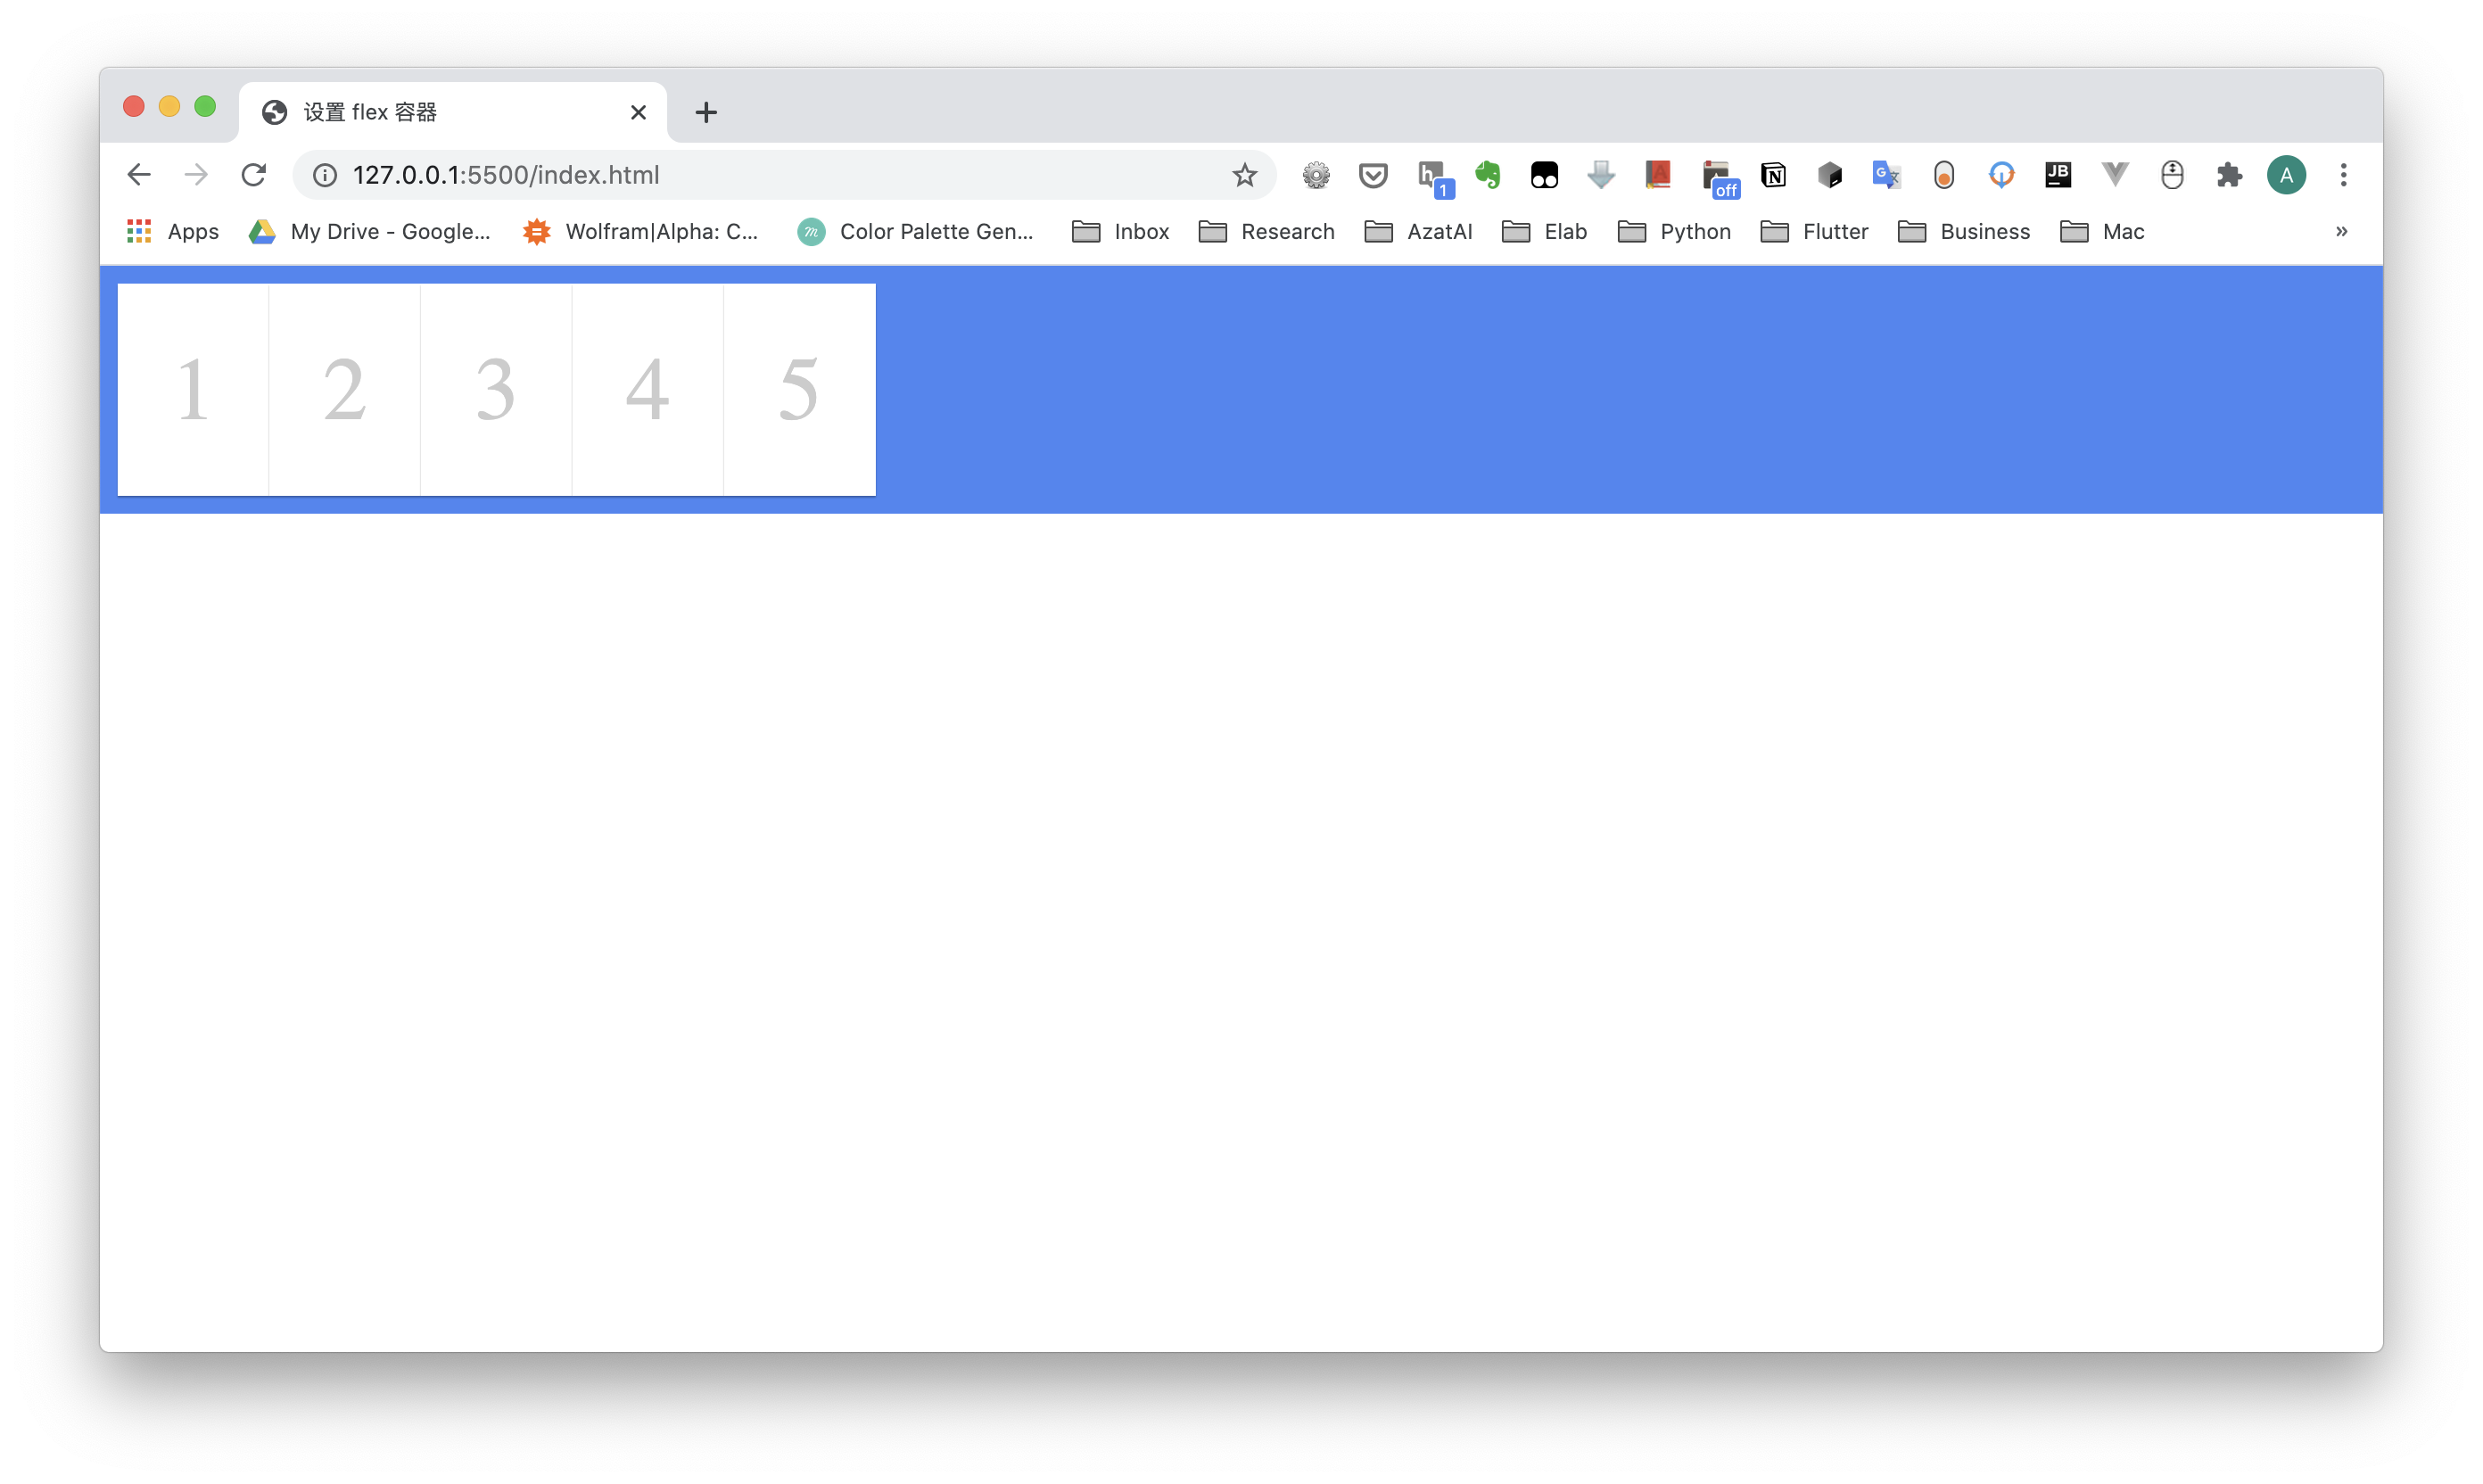 设置 flex 容器
127.0.0.1:5500/index.html
h 1 off N G 文 JB A
Apps My Drive - Google... Wolfram|Alpha: C... m Color Palette Gen... Inbox Research AzatAI Elab Python Flutter Business Mac »
1 2 3 4 5